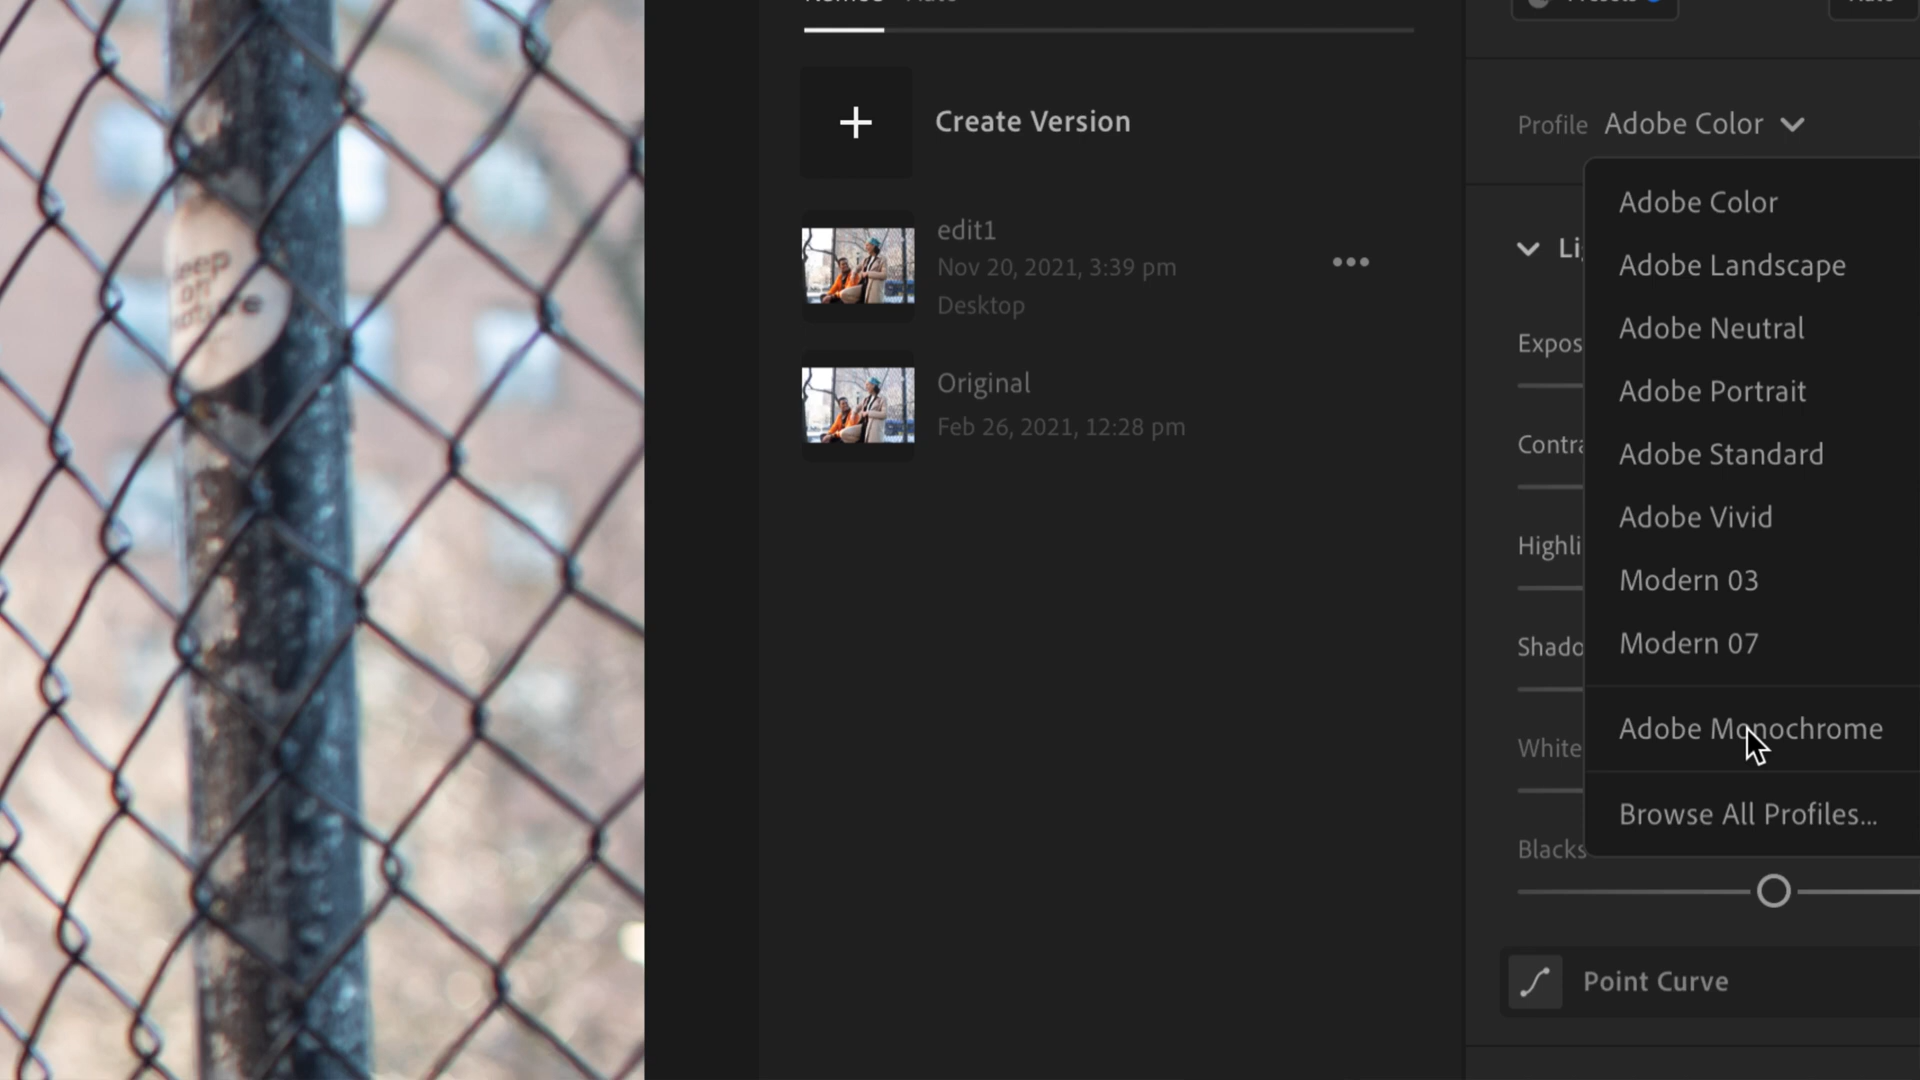 Create Version
edit1
Nov 20, 2021, 3:39 pm
Desktop
Original
Feb 26, 2021, 12:28 pm
Profile Adobe Color
Adobe Color
Adobe Landscape
Adobe Neutral
Adobe Portrait
Adobe Standard
Adobe Vivid
Modern 03
Modern 07
Adobe Monochrome
Browse All Profiles...
Li
Expos
Contra
Highli
Shado
White
Blacks
Point Curve